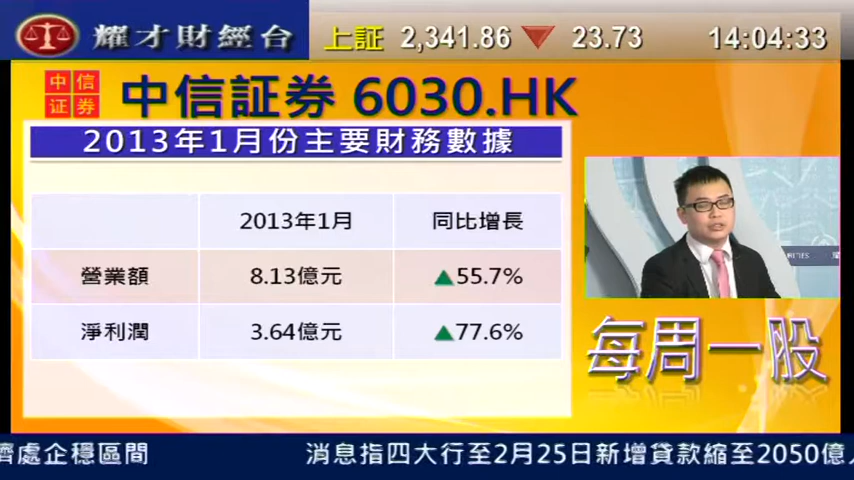 耀才財經台
上証 2,341.86 ▼ 23.73 14:04:33
中信
证券
中信証券 6030.HK
2013年1月份主要財務數據
2013年1月 同比增長
營業額 8.13億元 ▲55.7%
淨利潤 3.64億元 ▲77.6%
每周一股
濟處企穩區間 消息指四大行至2月25日新增貸款縮至2050億